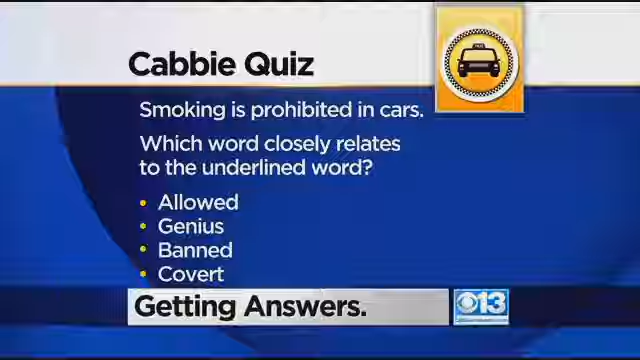 Cabbie Quiz
Smoking is prohibited in cars.
Which word closely relates
to the underlined word?
• Allowed
• Genius
• Banned
• Covert
Getting Answers.
13